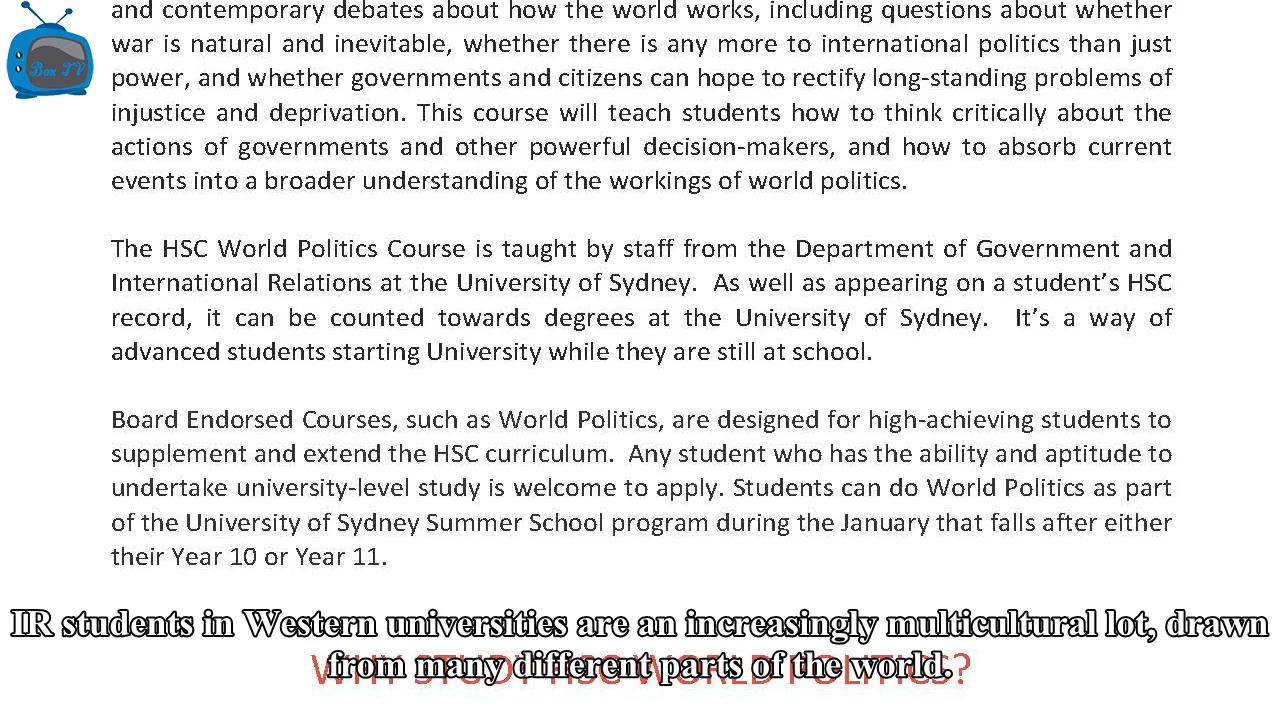 and contemporary debates about how the world works, including questions about whether
war is natural and inevitable, whether there is any more to international politics than just
Box TV
power, and whether governments and citizens can hope to rectify long-standing problems of
injustice and deprivation. This course will teach students how to think critically about the
actions of governments and other powerful decision-makers, and how to absorb current
events into a broader understanding of the workings of world politics.
The HSC World Politics Course is taught by staff from the Department of Government and
International Relations at the University of Sydney. As well as appearing on a student’s HSC
record, it can be counted towards degrees at the University of Sydney. It’s a way of
advanced students starting University while they are still at school.
Board Endorsed Courses, such as World Politics, are designed for high-achieving students to
supplement and extend the HSC curriculum. Any student who has the ability and aptitude to
undertake university-level study is welcome to apply. Students can do World Politics as part
of the University of Sydney Summer School program during the January that falls after either
their Year 10 or Year 11.
IR students in Western universities are an increasingly multicultural lot, drawn
from many different parts of the world.
WHY STUDY HSC WORLD POLITICS?